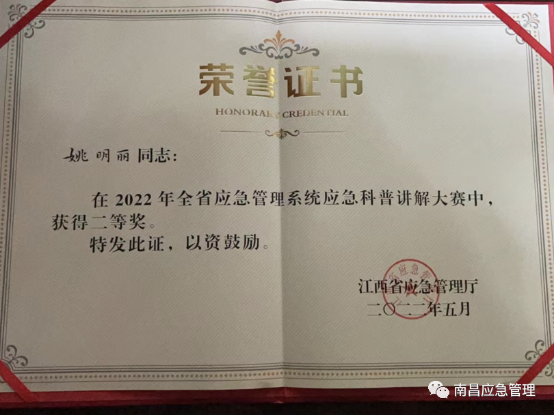 荣誉证书
HONORARY CREDENTIAL
姚明丽同志：
在2022年全省应急管理系统应急科普讲解大赛中，
获得二等奖。
特发此证，以资鼓励。
江西省应急管理厅
二〇二二年五月
南昌应急管理